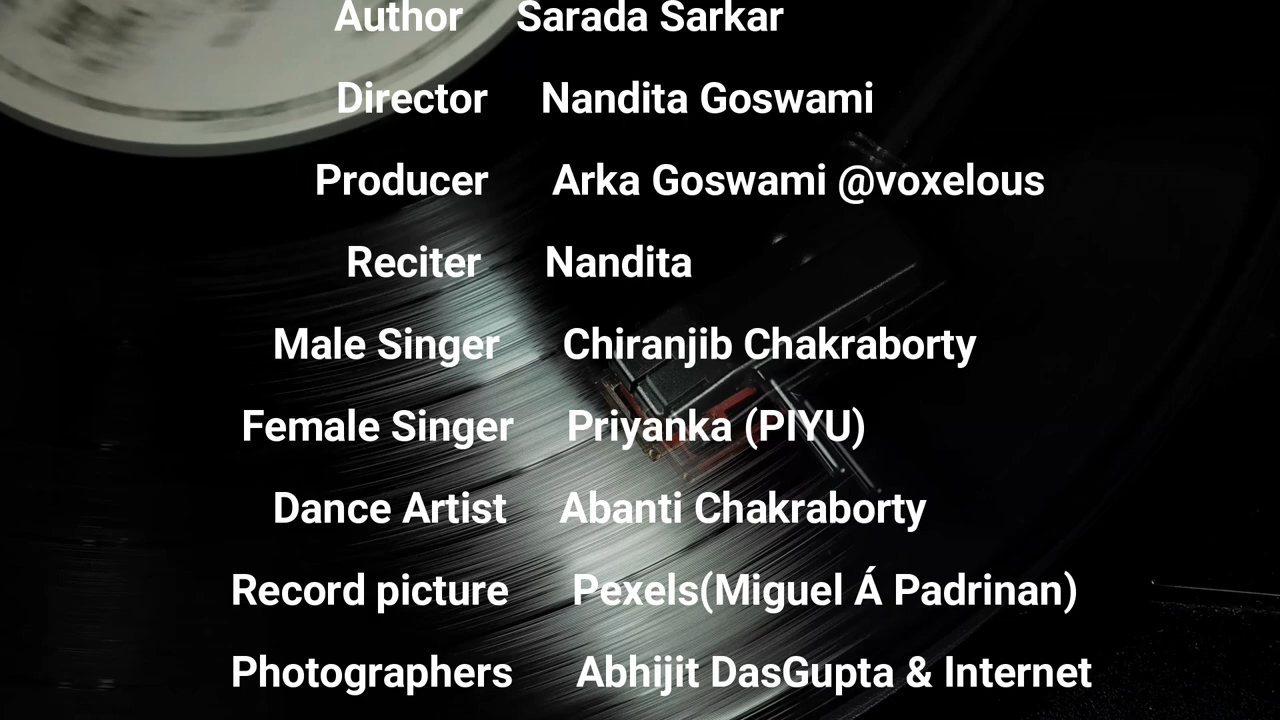 Author Sarada Sarkar
Director Nandita Goswami
Producer Arka Goswami @voxelous
Reciter Nandita
Male Singer Chiranjib Chakraborty
Female Singer Priyanka (PIYU)
Dance Artist Abanti Chakraborty
Record picture Pexels(Miguel Á Padrinan)
Photographers Abhijit DasGupta & Internet